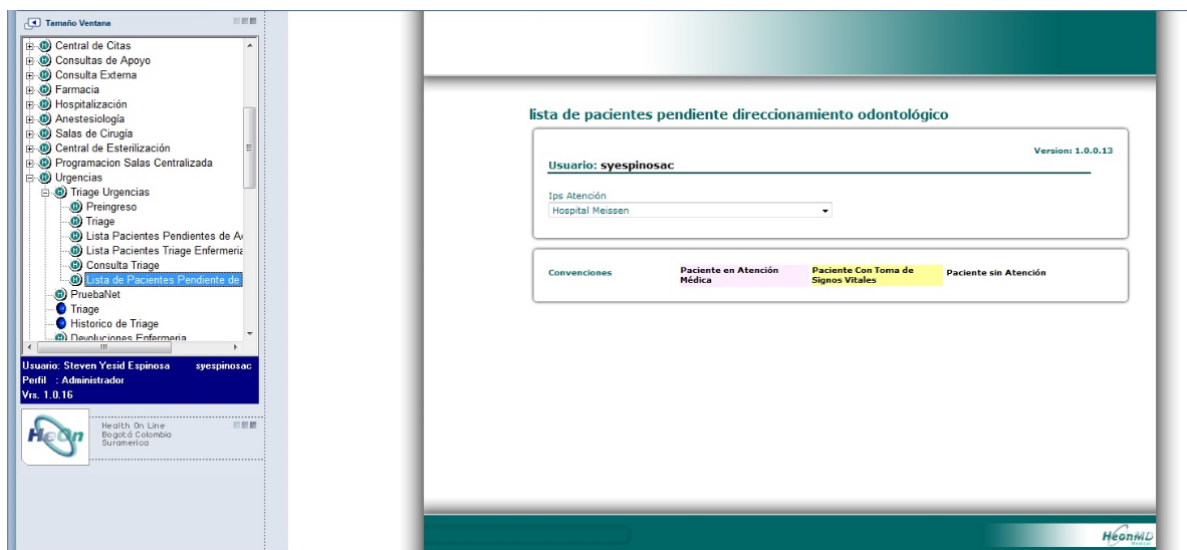 Tamaño Ventana
Central de Citas
Consultas de Apoyo
Consulta Externa
Farmacia
Hospitalización
Anestesiología
Salas de Cirugía
Central de Esterilización
Programacion Salas Centralizada
Urgencias
Triage Urgencias
Preingreso
Triage
Lista Pacientes Pendientes de A
Lista Pacientes Triage Enfermeria
Consulta Triage
Lista de Pacientes Pendiente de
PruebaNet
Triage
Historico de Triage
Devoluciones Enfermeria
Usuario: Steven Yesid Espinosa syespinosac
Perfil : Administrador
Vrs. 1.0.16
HeOn
Health On Line
Bogotá Colombia
Suramerica
lista de pacientes pendiente direccionamiento odontológico
Version: 1.0.0.13
Usuario: syespinosac
Ips Atención
Hospital Meissen
Convenciones
Paciente en Atención
Médica
Paciente Con Toma de
Signos Vitales
Paciente sin Atención
HeonMD